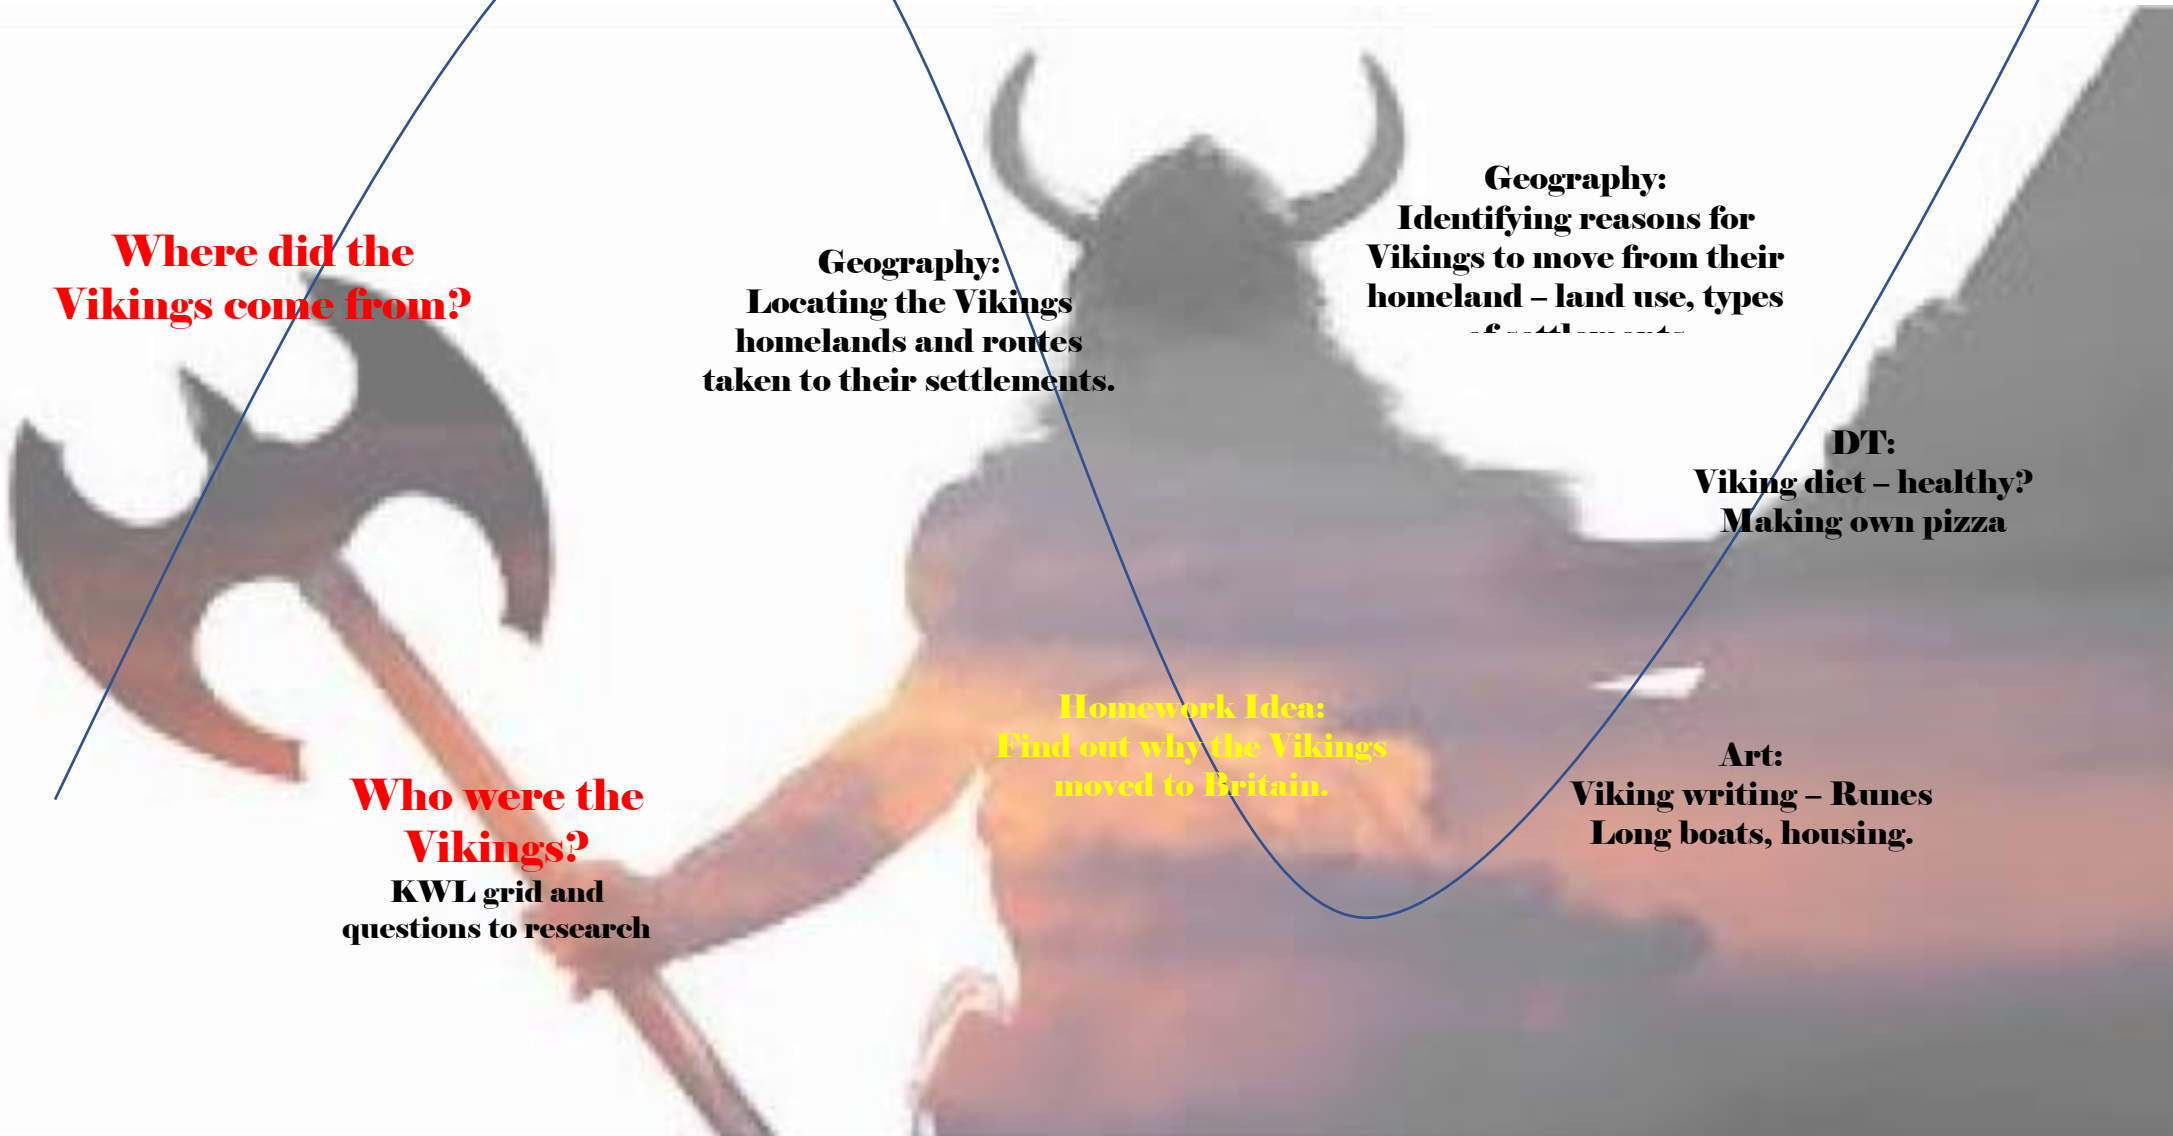 Where did the
Vikings come from?
Who were the
Vikings?
KWL grid and
questions to research
Geography:
Locating the Vikings
homelands and routes
taken to their settlements.
Homework Idea:
Find out why the Vikings
moved to Britain.
Geography:
Identifying reasons for
Vikings to move from their
homeland – land use, types
of settlements
DT:
Viking diet – healthy?
Making own pizza
Art:
Viking writing – Runes
Long boats, housing.